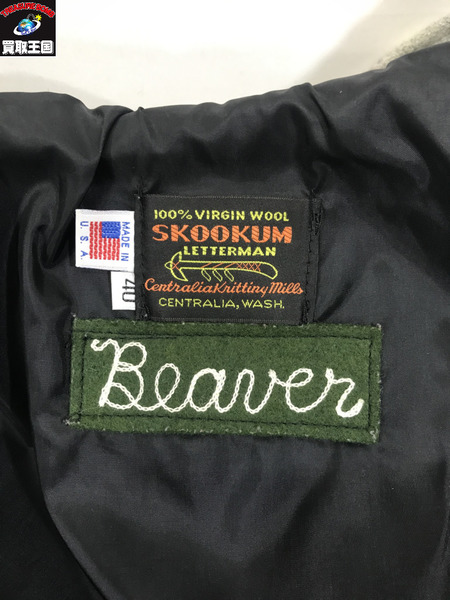 買取王国
100% VIRGIN WOOL
SKOOKUM
LETTERMAN
Centralia Knitting Mills
CENTRALIA, WASH.
MADE IN
U.S.A
40
Beaver